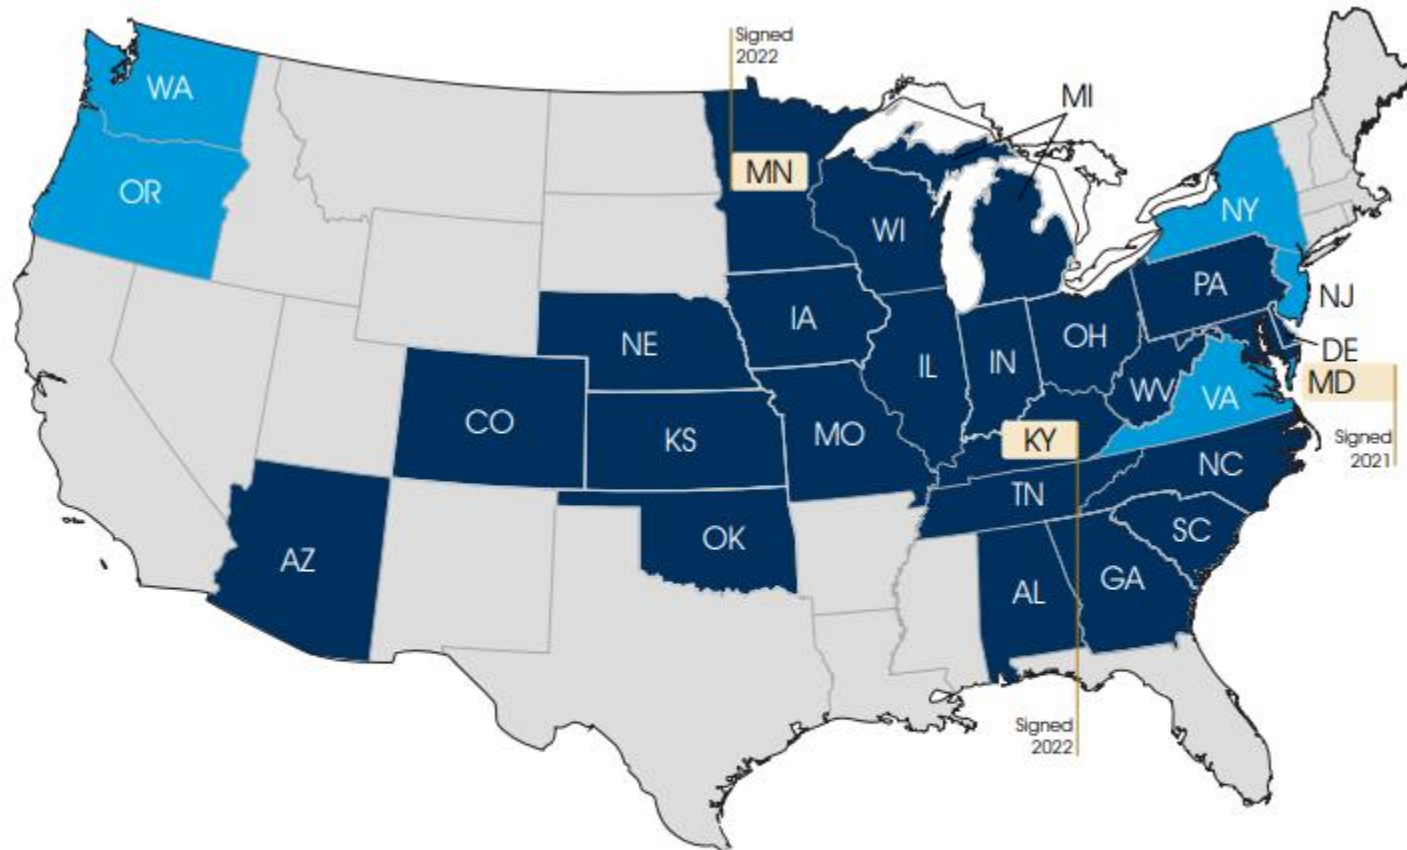 Signed
2022
MI
WA
MN
OR
NY
WI
PA
NJ
IA
OH
NE
IL
IN
DE
MD
WV
VA
CO
KS
MO
KY
Signed
2021
NC
TN
SC
OK
AZ
GA
AL
Signed
2022